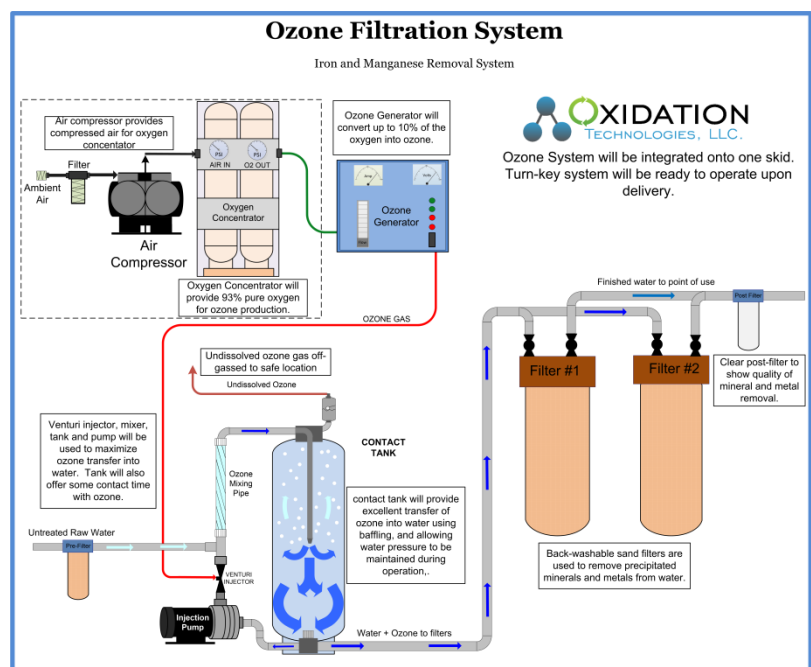 Ozone Filtration System
Iron and Manganese Removal System
OXIDATION
TECHNOLOGIES, LLC.
Ozone System will be integrated onto one skid.
Turn-key system will be ready to operate upon
delivery.
Air compressor provides
compressed air for oxygen
concentator
Filter
Ambient
Air
Air
Compressor
PSI
PSI
AIR IN
O2 OUT
Oxygen
Concentrator
Oxygen Concentrator will
provide 93% pure oxygen
for ozone production.
Ozone Generator will
convert up to 10% of the
oxygen into ozone.
Ozone
Generator
OZONE GAS
Finished water to point of use
Post Filter
Filter #1
Filter #2
Clear post-filter to
show quality of
mineral and metal
removal.
Undissolved ozone gas off-
gassed to safe location
Undissolved Ozone
Venturi injector, mixer,
tank and pump will be
used to maximize
ozone transfer into
water. Tank will also
offer some contact time
with ozone.
Ozone
Mixing
Pipe
CONTACT
TANK
contact tank will provide
excellent transfer of
ozone into water using
baffling, and allowing
water pressure to be
maintained during
operation,.
Untreated Raw Water
Pre-Filter
VENTURI
INJECTOR
Injection
Pump
Water + Ozone to filters
Back-washable sand filters are
used to remove precipitated
minerals and metals from water.